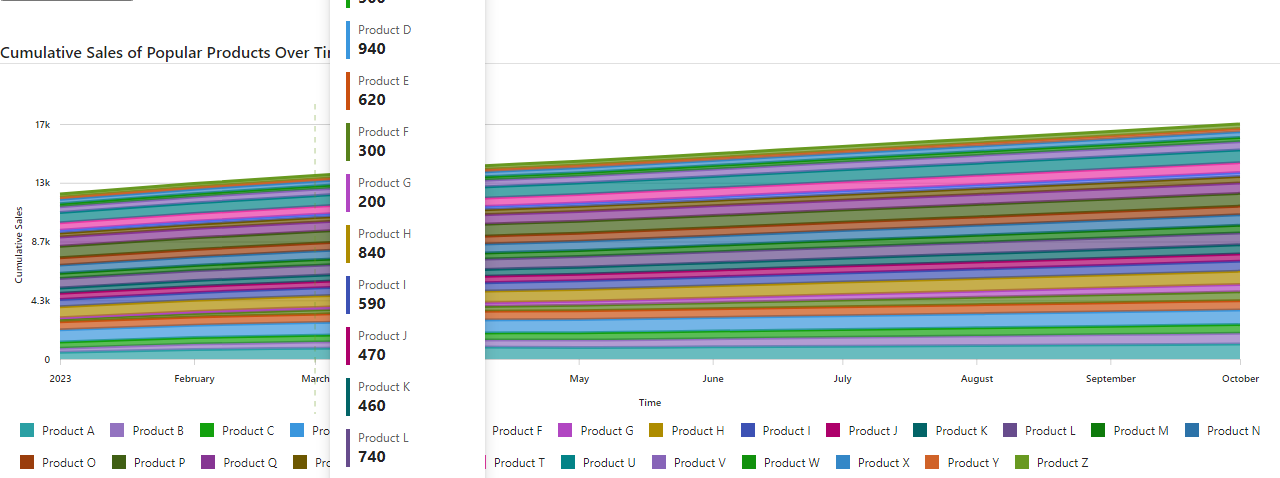 Cumulative Sales of Popular Products Over Ti
Product D
940
Product E
620
Product F
300
Product G
200
Product H
840
Product I
590
Product J
470
Product K
460
Product L
740
Cumulative Sales
17k
13k
8.7k
4.3k
0
2023 February March May June July August September October
Time
Product A Product B Product C Pro Product F Product G Product H Product I Product J Product K Product L Product M Product N
Product O Product P Product Q Pro Product T Product U Product V Product W Product X Product Y Product Z